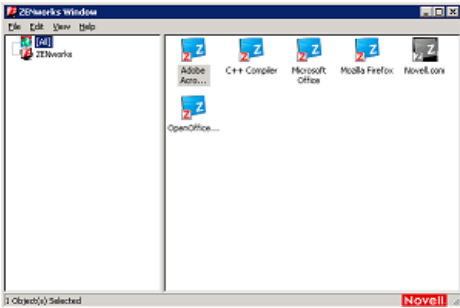 ZENworks Window
File Edit View Help
[All]
ZENworks
Adobe
Acro...
C++ Compiler
Microsoft
Office
Mozilla Firefox
Novell.com
OpenOffice....
1 Object(s) Selected
Novell.